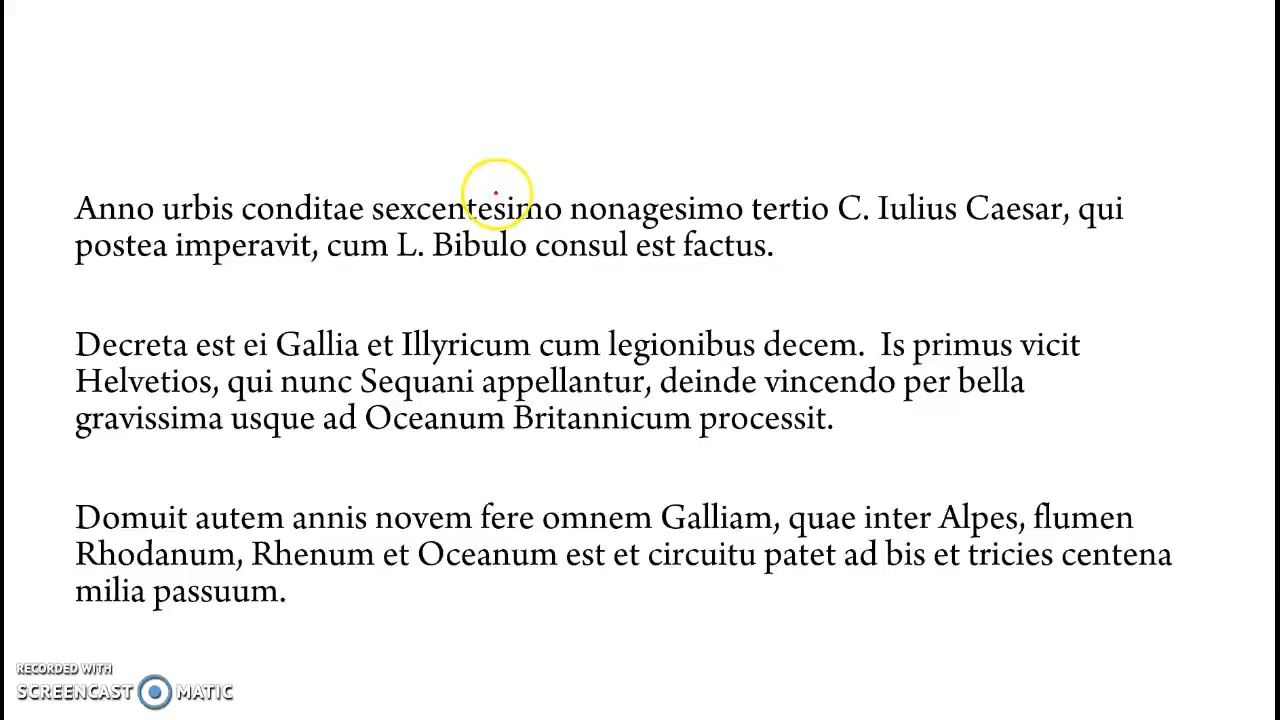 Anno urbis conditae sexcentesimo nonagesimo tertio C. Iulius Caesar, qui
postea imperavit, cum L. Bibulo consul est factus.
Decreta est ei Gallia et Illyricum cum legionibus decem.  Is primus vicit
Helvetios, qui nunc Sequani appellantur, deinde vincendo per bella
gravissima usque ad Oceanum Britannicum processit.
Domuit autem annis novem fere omnem Galliam, quae inter Alpes, flumen
Rhodanum, Rhenum et Oceanum est et circuitu patet ad bis et tricies centena
milia passuum.
RECORDED WITH
SCREENCAST MATIC